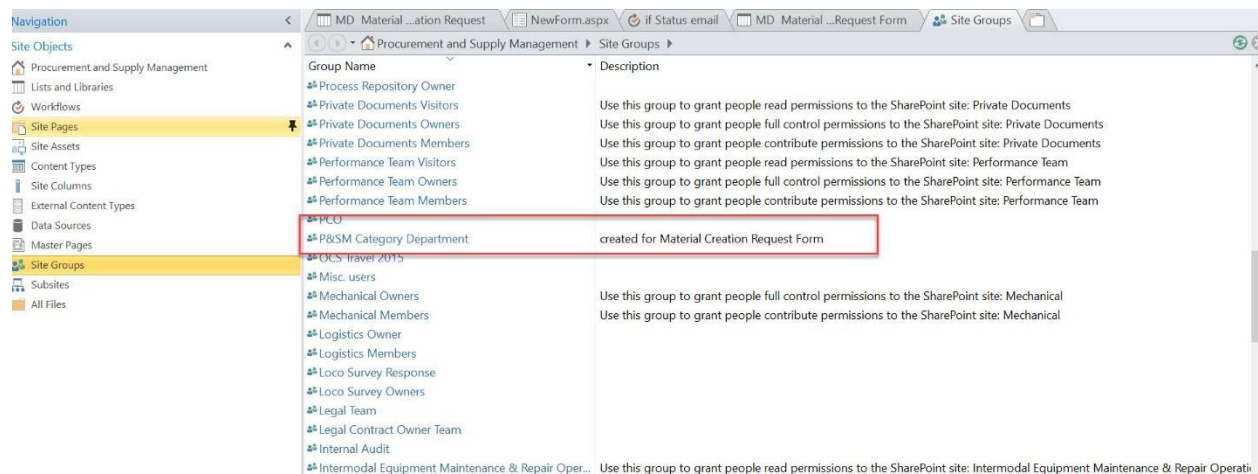 Navigation
MD Material ...ation Request
NewForm.aspx
if Status email
MD Material ...Request Form
Site Groups
Site Objects
Procurement and Supply Management
Site Groups
Procurement and Supply Management
Lists and Libraries
Workflows
Site Pages
Site Assets
Content Types
Site Columns
External Content Types
Data Sources
Master Pages
Site Groups
Subsites
All Files
Group Name Description
Process Repository Owner
Private Documents Visitors Use this group to grant people read permissions to the SharePoint site: Private Documents
Private Documents Owners Use this group to grant people full control permissions to the SharePoint site: Private Documents
Private Documents Members Use this group to grant people contribute permissions to the SharePoint site: Private Documents
Performance Team Visitors Use this group to grant people read permissions to the SharePoint site: Performance Team
Performance Team Owners Use this group to grant people full control permissions to the SharePoint site: Performance Team
Performance Team Members Use this group to grant people contribute permissions to the SharePoint site: Performance Team
PCO
P&SM Category Department created for Material Creation Request Form
OCS Travel 2015
Misc. users
Mechanical Owners Use this group to grant people full control permissions to the SharePoint site: Mechanical
Mechanical Members Use this group to grant people contribute permissions to the SharePoint site: Mechanical
Logistics Owner
Logistics Members
Loco Survey Response
Loco Survey Owners
Legal Team
Legal Contract Owner Team
Internal Audit
Intermodal Equipment Maintenance & Repair Oper... Use this group to grant people read permissions to the SharePoint site: Intermodal Equipment Maintenance & Repair Operati